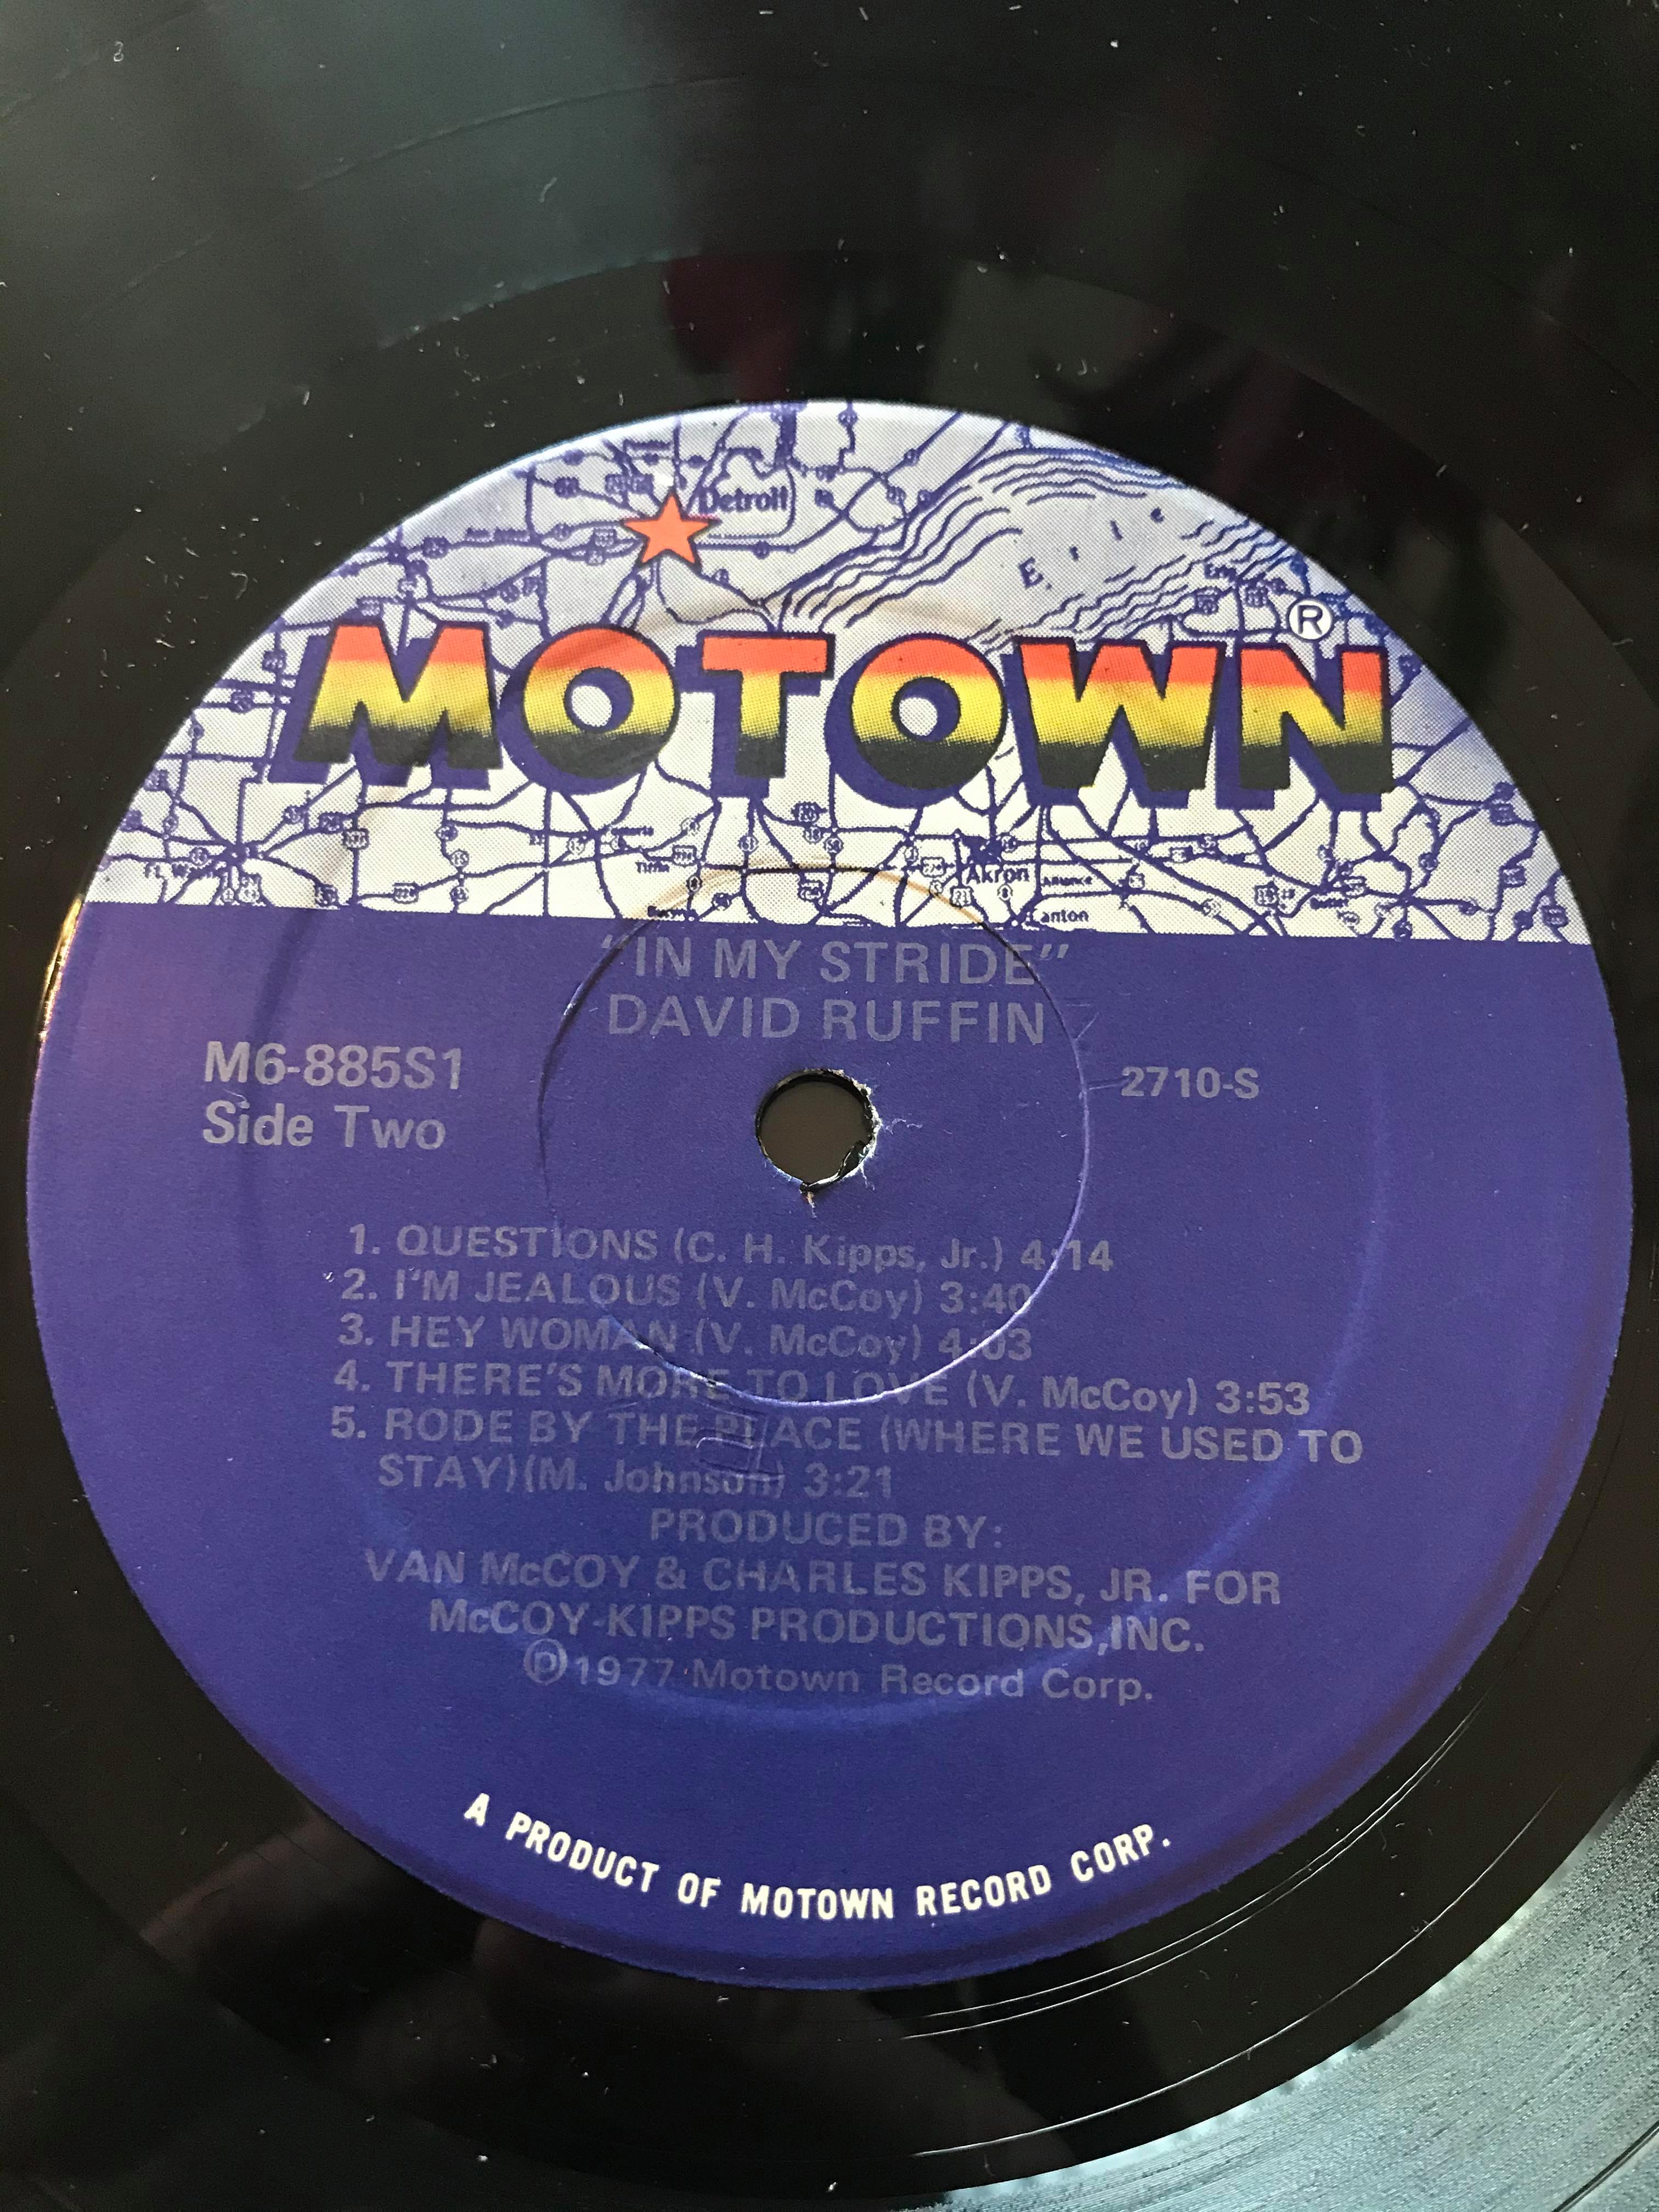 Detroit
Erie
MOTOWN®
Tiffin
Akron
Alliance
Canton
"IN MY STRIDE"
DAVID RUFFIN
M6-885S1
2710-S
Side Two
1. QUESTIONS (C. H. Kipps, Jr.) 4:14
2. I'M JEALOUS (V. McCoy) 3:40
3. HEY WOMAN (V. McCoy) 4:03
4. THERE'S MORE TO LOVE (V. McCoy) 3:53
5. RODE BY THE PLACE (WHERE WE USED TO
STAY)(M. Johnson) 3:21
PRODUCED BY:
VAN McCOY & CHARLES KIPPS, JR. FOR
McCOY-KIPPS PRODUCTIONS,INC.
℗1977 Motown Record Corp.
A PRODUCT OF MOTOWN RECORD CORP.